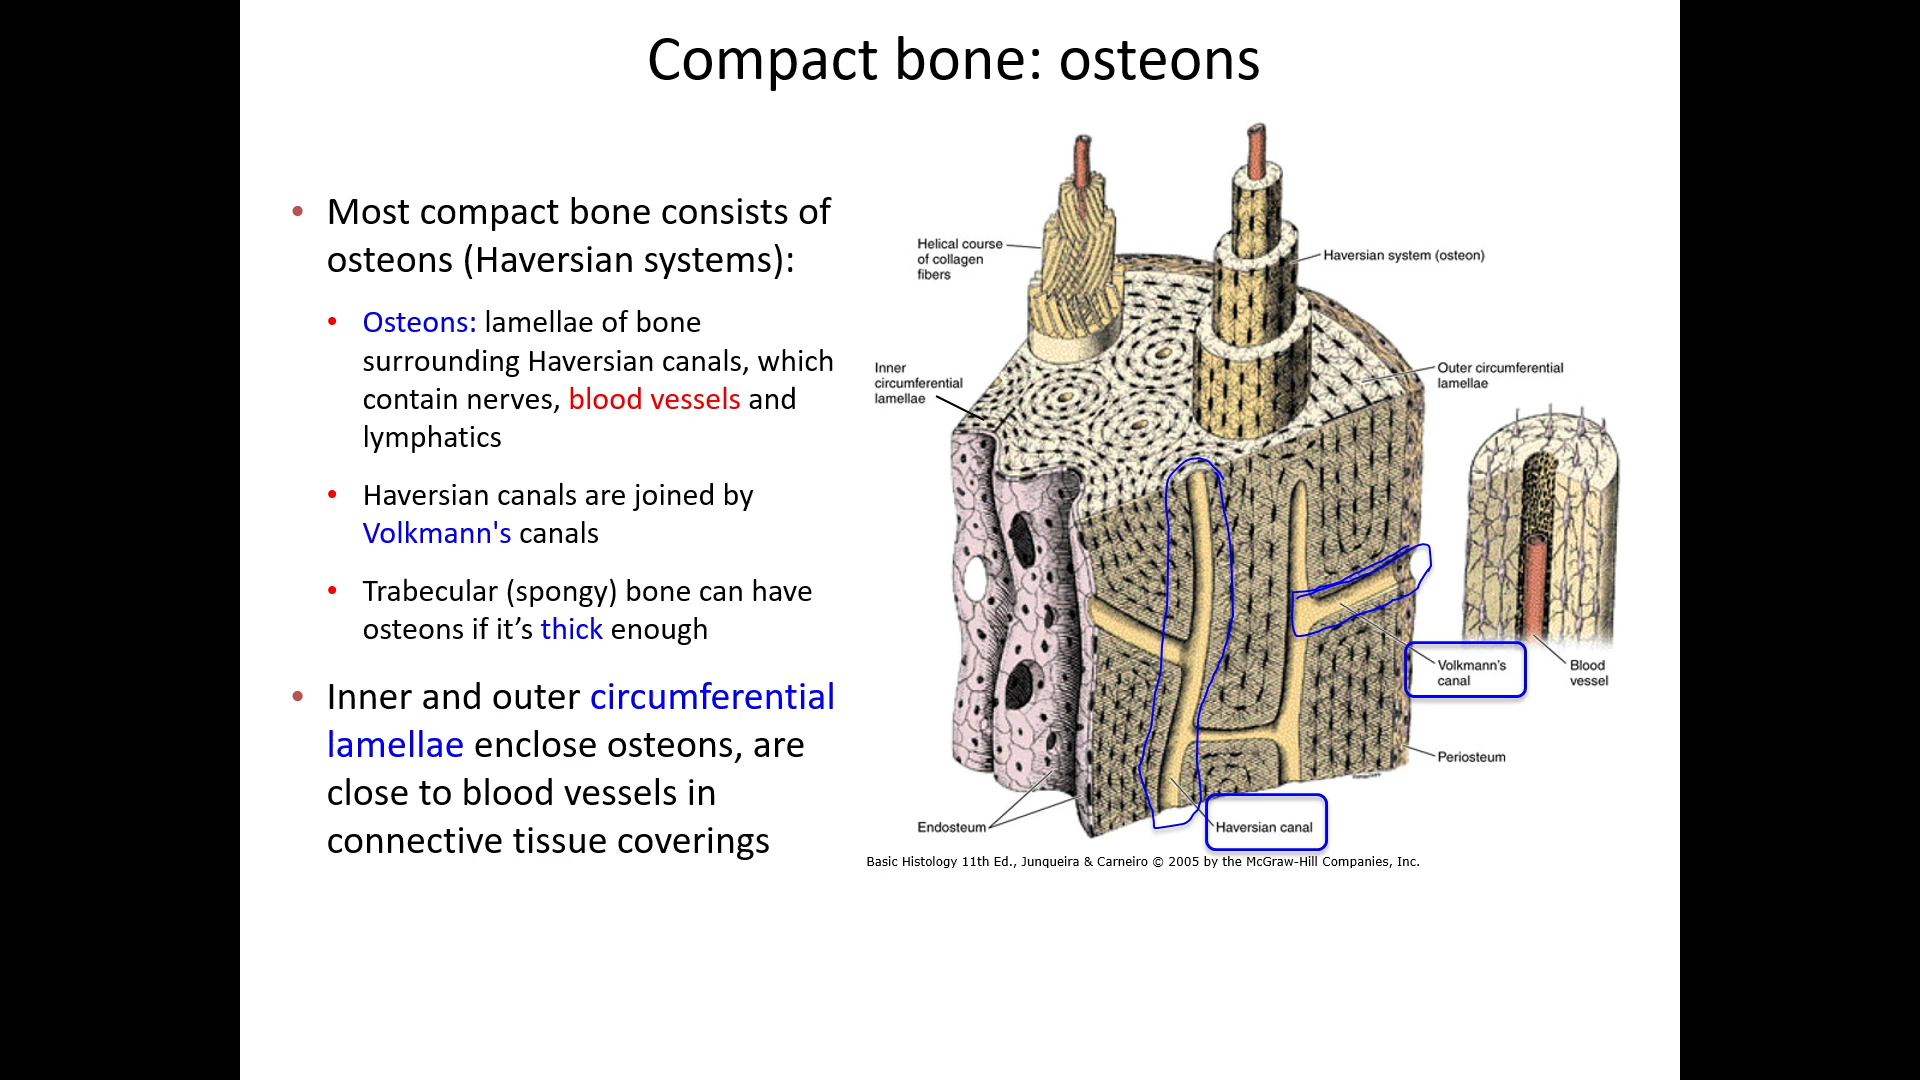 Compact bone: osteons
• Most compact bone consists of
osteons (Haversian systems):
• Osteons: lamellae of bone
surrounding Haversian canals, which
contain nerves, blood vessels and
lymphatics
• Haversian canals are joined by
Volkmann's canals
• Trabecular (spongy) bone can have
osteons if it’s thick enough
• Inner and outer circumferential
lamellae enclose osteons, are
close to blood vessels in
connective tissue coverings
Helical course
of collagen
fibers
Haversian system (osteon)
Inner
circumferential
lamellae
Outer circumferential
lamellae
Volkmann's
canal
Blood
vessel
Periosteum
Endosteum
Haversian canal
Basic Histology 11th Ed., Junqueira & Carneiro © 2005 by the McGraw-Hill Companies, Inc.